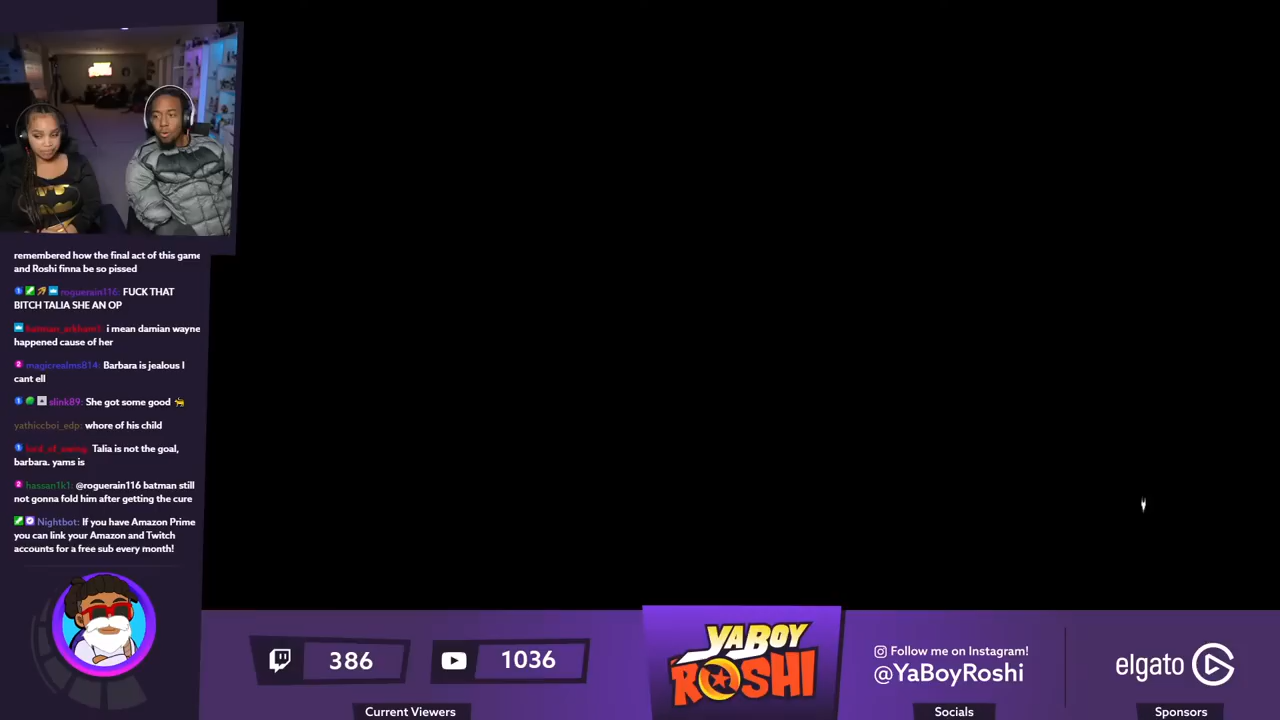 remembered how the final act of this game
and Roshi finna be so pissed
roguerain116: FUCK THAT
BITCH TALIA SHE AN OP
batman_arkham1: i mean damian wayne
happened cause of her
magicrealms814: Barbara is jealous I
cant ell
slink89: She got some good
yathiccboi_edp: whore of his child
Talia is not the goal,
barbara. yams is
hassan1k1: @roguerain116 batman still
not gonna fold him after getting the cure
Nightbot: If you have Amazon Prime
you can link your Amazon and Twitch
accounts for a free sub every month!
386
1036
Current Viewers
YABOY
ROSHI
Follow me on Instagram!
@YaBoyRoshi
Socials
elgato
Sponsors